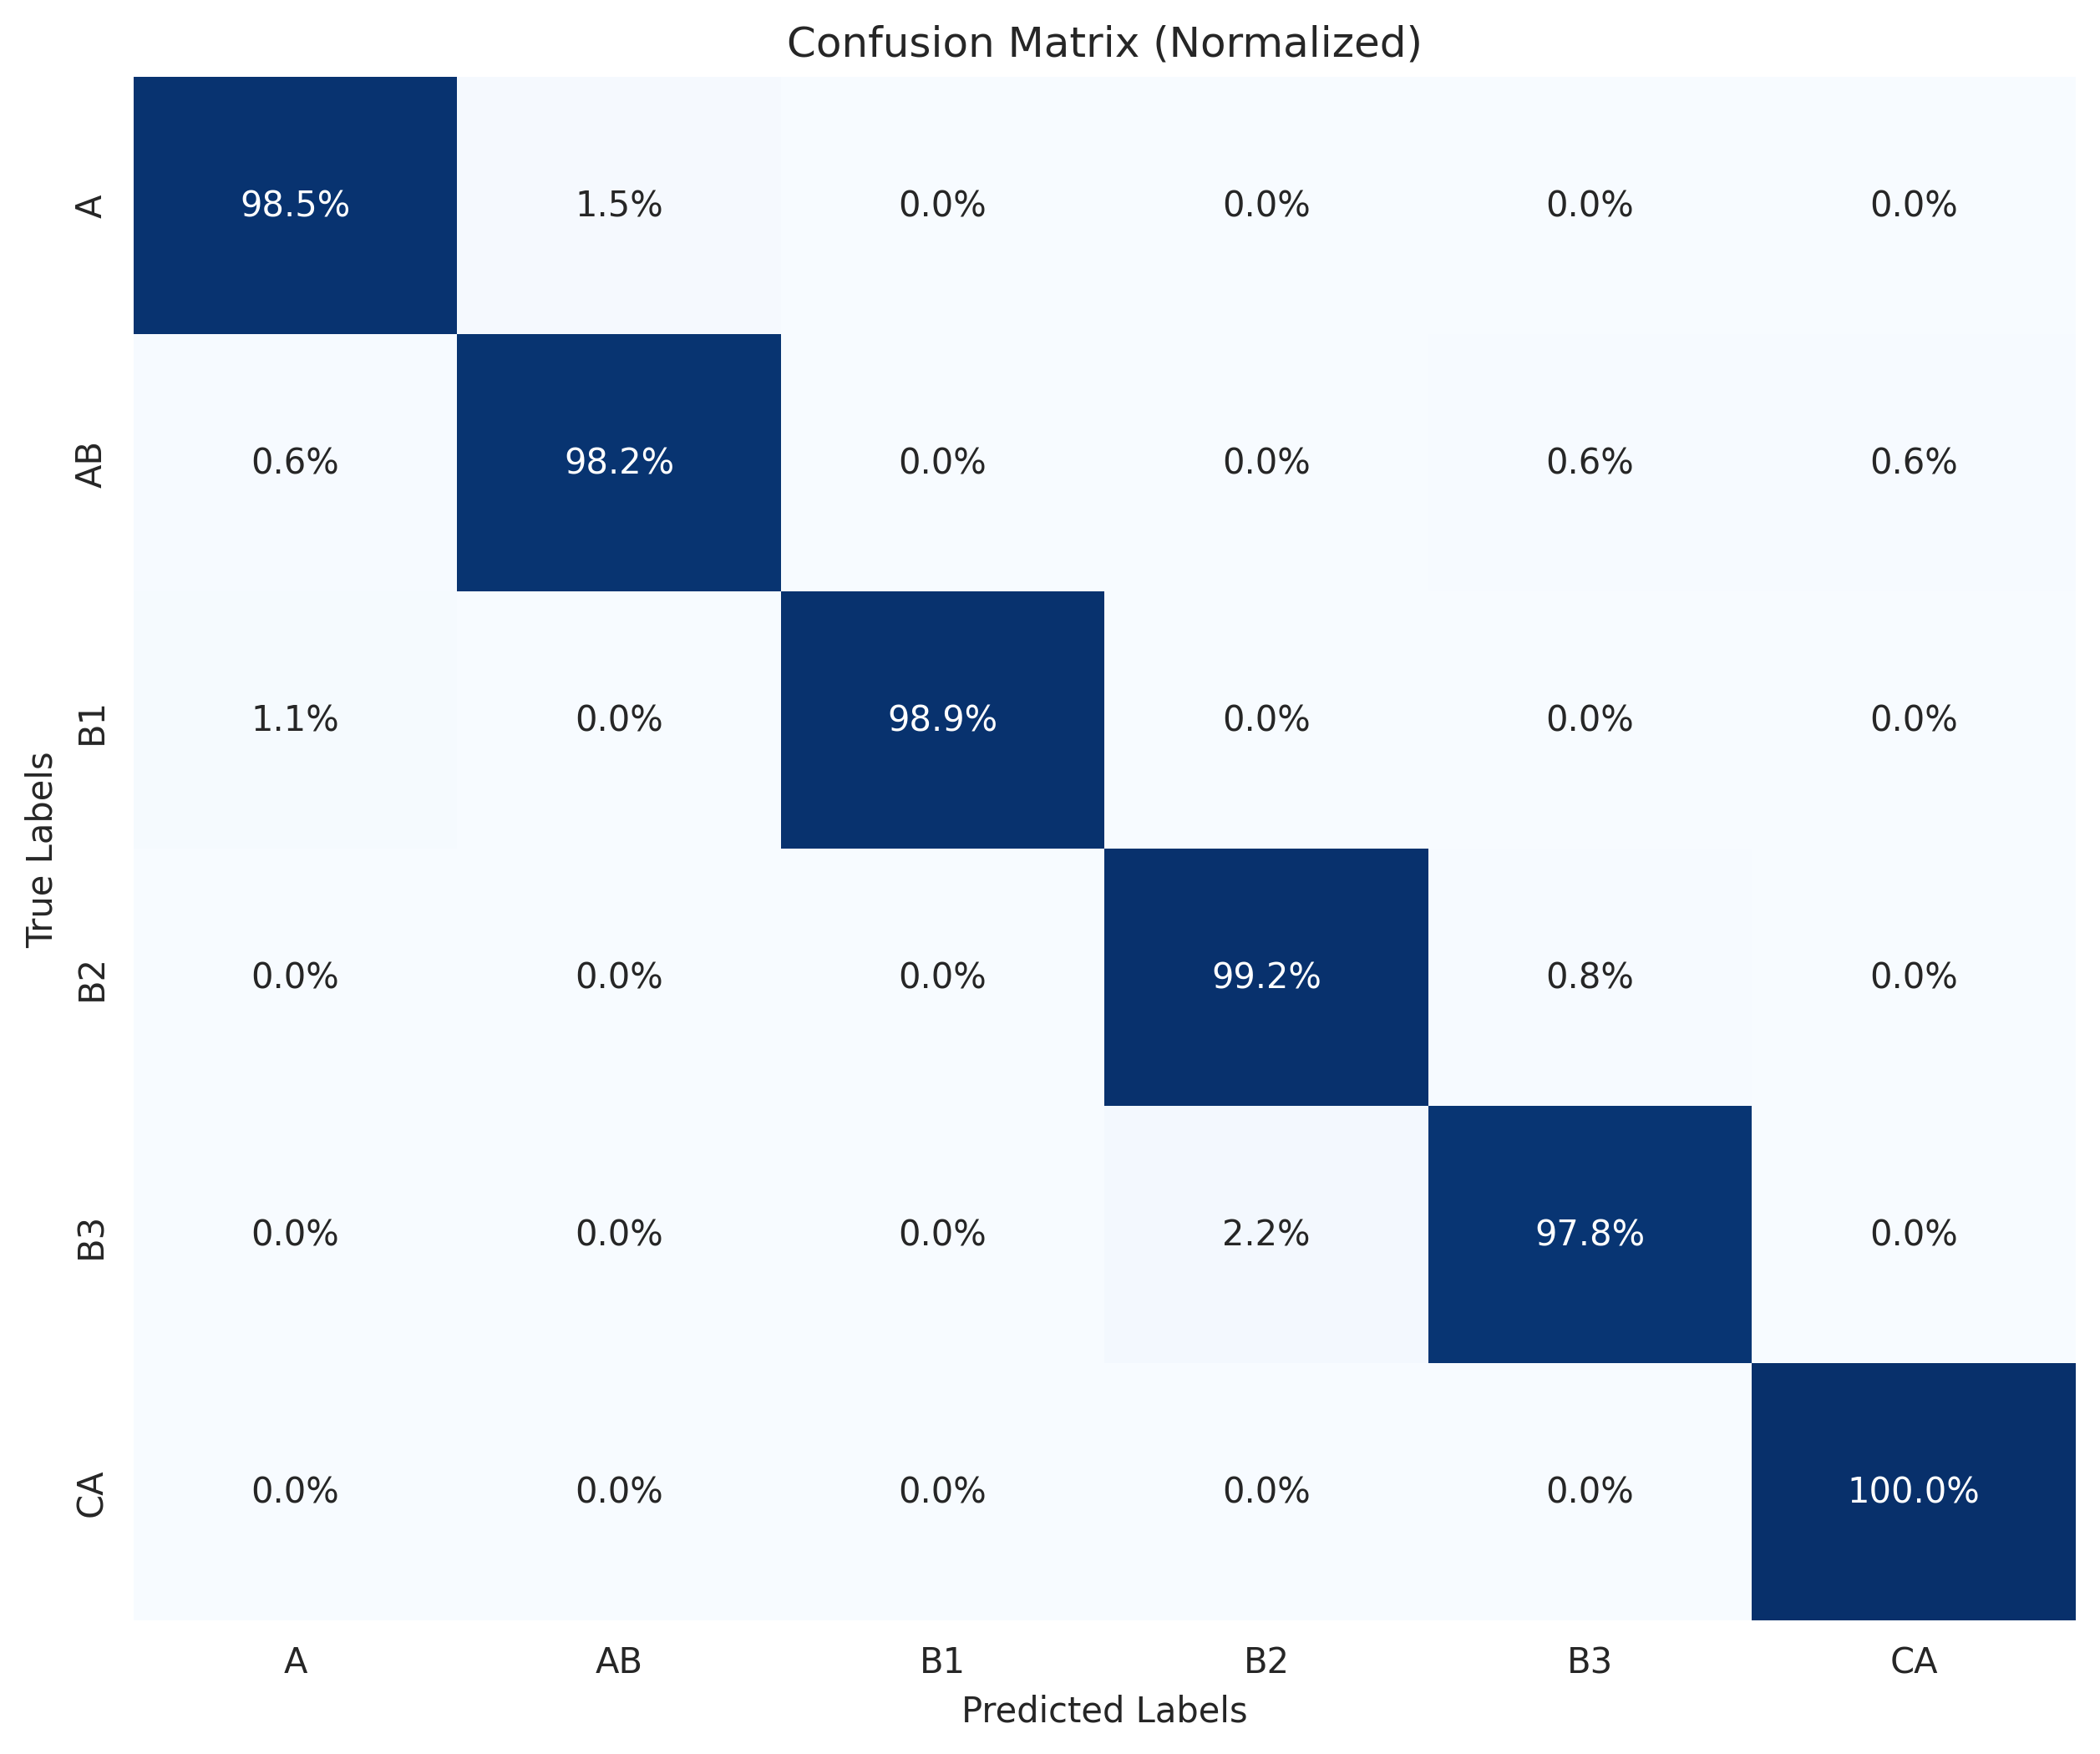 Confusion Matrix (Normalized)
A 98.5% 1.5% 0.0% 0.0% 0.0% 0.0%
AB 0.6% 98.2% 0.0% 0.0% 0.6% 0.6%
B1 1.1% 0.0% 98.9% 0.0% 0.0% 0.0%
B2 0.0% 0.0% 0.0% 99.2% 0.8% 0.0%
B3 0.0% 0.0% 0.0% 2.2% 97.8% 0.0%
CA 0.0% 0.0% 0.0% 0.0% 0.0% 100.0%
True Labels
A AB B1 B2 B3 CA
Predicted Labels